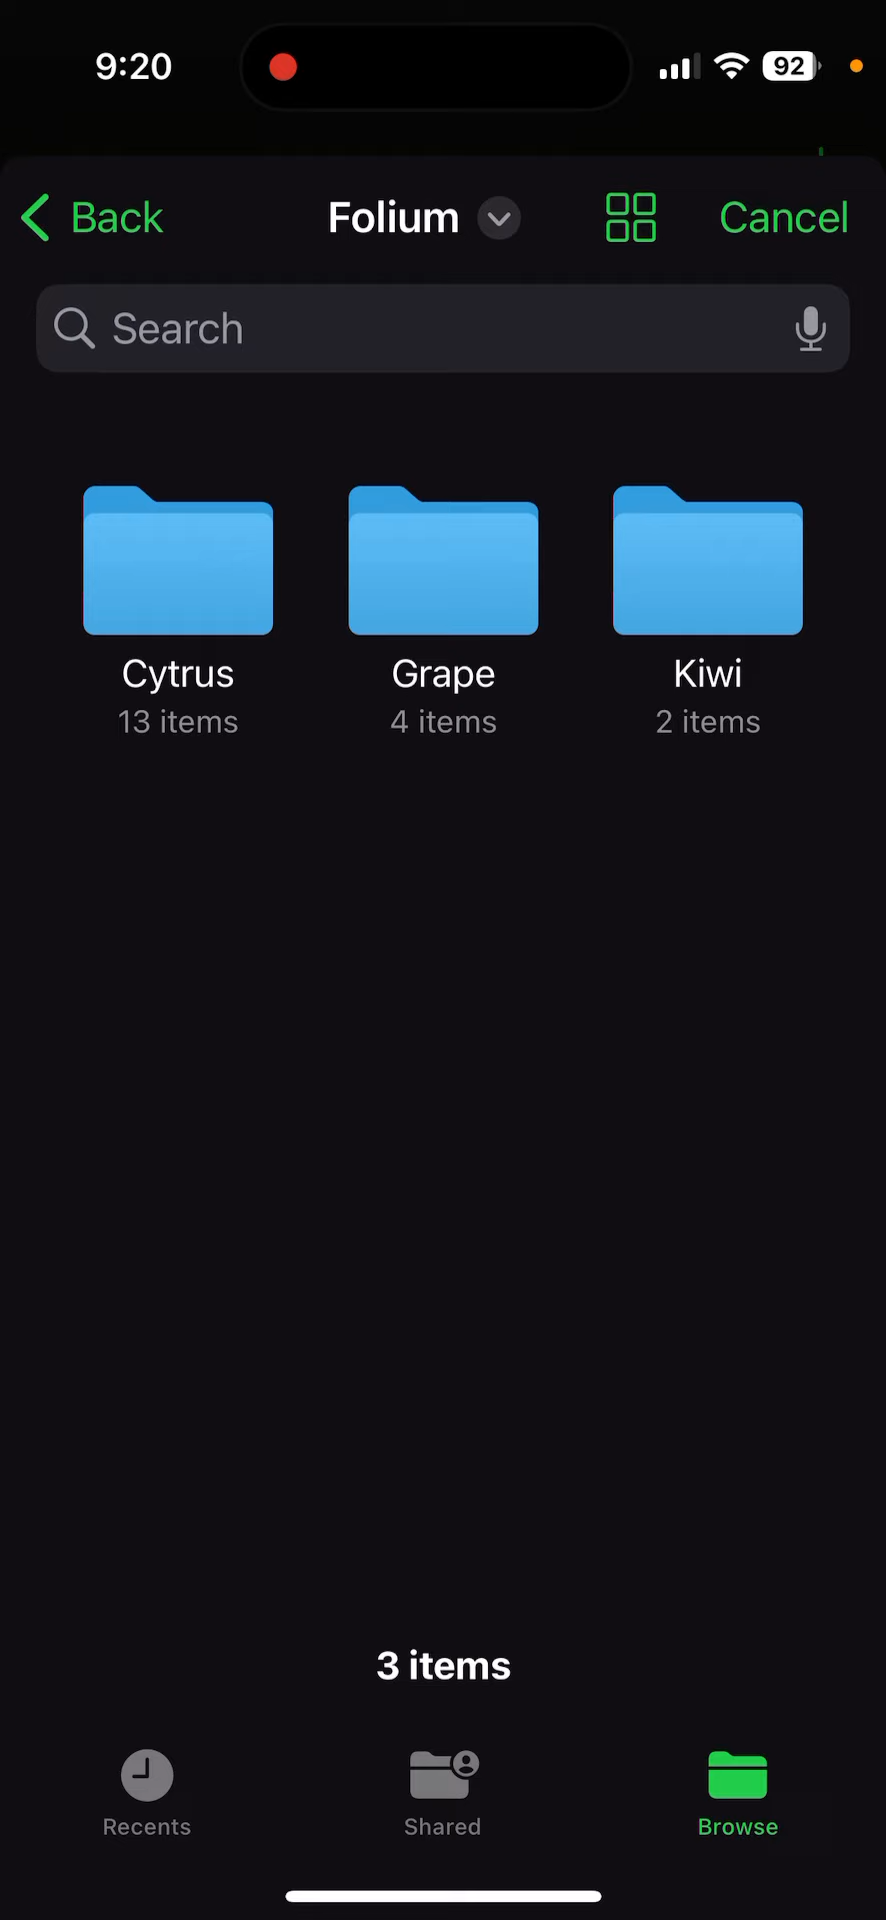 9:20
92
Back
Folium
Cancel
Search
Cytrus
Grape
Kiwi
13 items
4 items
2 items
3 items
Recents
Shared
Browse